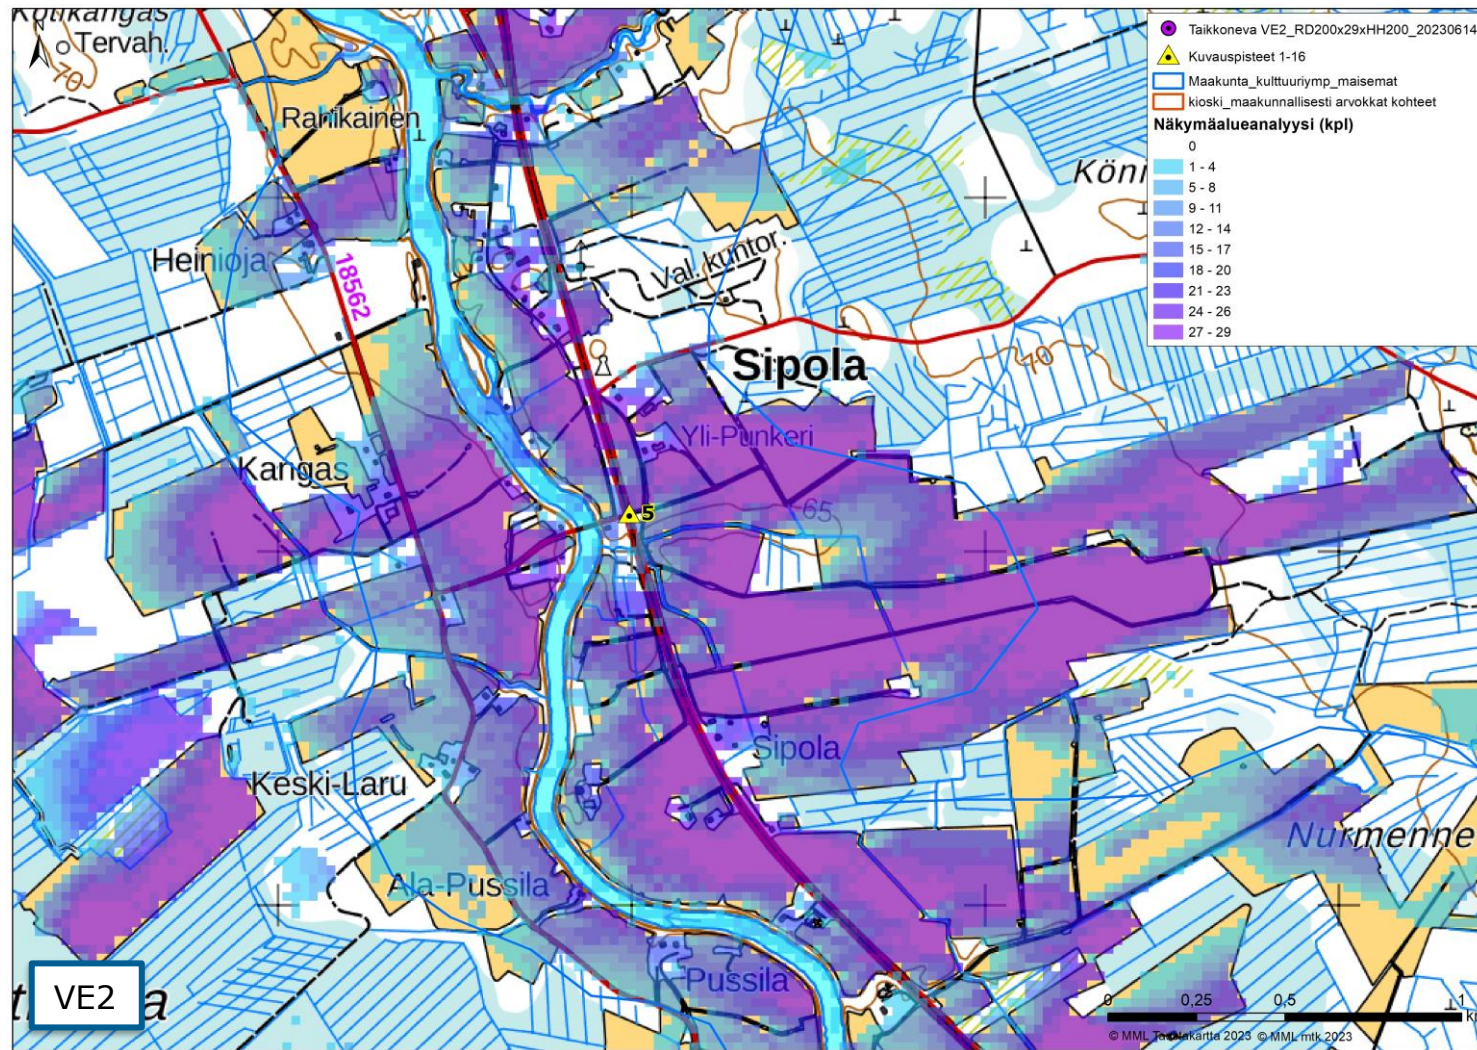 Kotikangas
Tervah.
70
Rahikainen
Heinioja
18562
Val. kuntor.
Köni
70
Sipola
Yli-Punkeri
Kangas
5
65
Sipola
Keski-Laru
Nurmenne
Ala-Pussila
Pussila
VE2
a
Taikkoneva VE2_RD200x29xHH200_20230614
Kuvauspisteet 1-16
Maakunta_kulttuuriymp_maisemat
kioski_maakunnallisesti arvokkat kohteet
Näkymäalueanalyysi (kpl)
0
1 - 4
5 - 8
9 - 11
12 - 14
15 - 17
18 - 20
21 - 23
24 - 26
27 - 29
0 0,25 0,5 1
© MML Taustakartta 2023 © MML mtk 2023